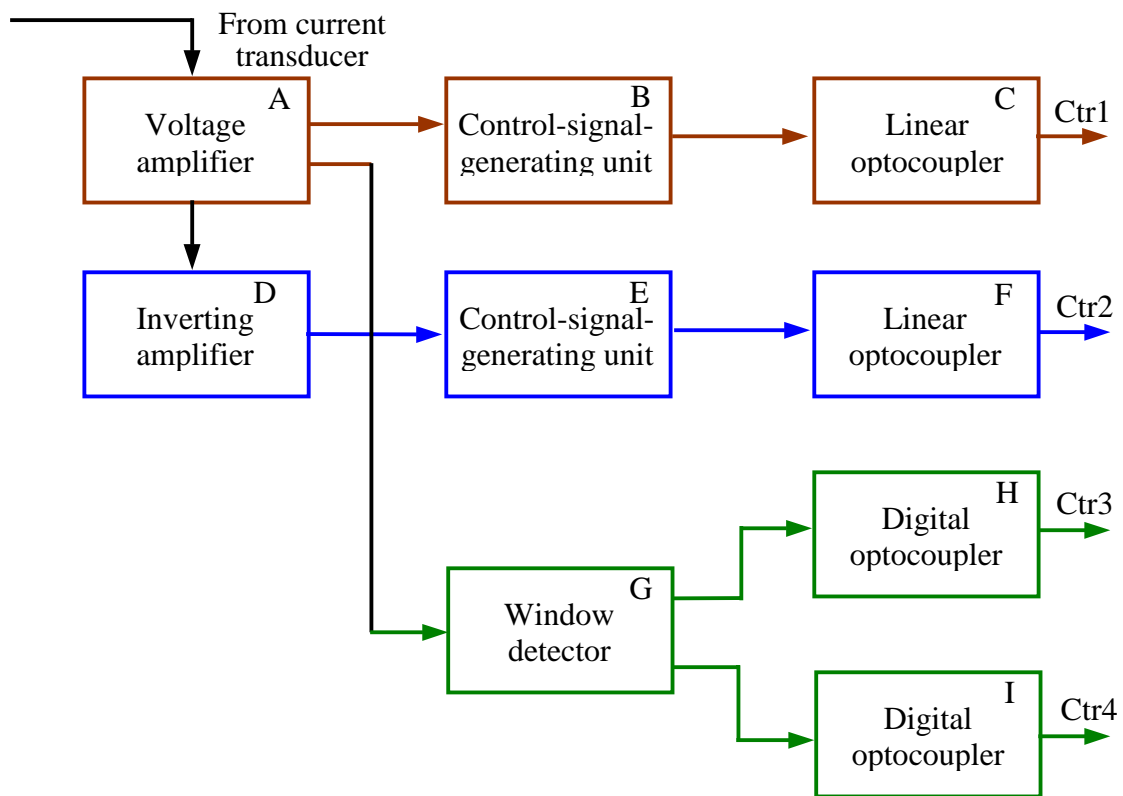 From current
transducer
A
Voltage
amplifier
B
Control-signal-
generating unit
C
Linear
optocoupler
Ctr1
D
Inverting
amplifier
E
Control-signal-
generating unit
F
Linear
optocoupler
Ctr2
G
Window
detector
H
Digital
optocoupler
Ctr3
I
Digital
optocoupler
Ctr4